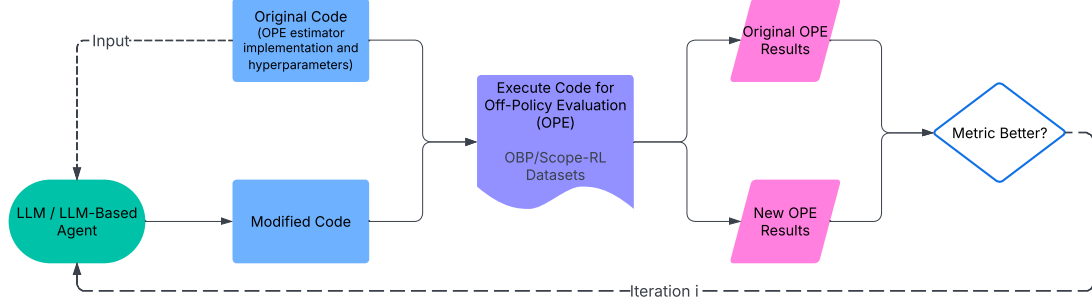 Original Code
(OPE estimator
implementation and
hyperparameters)
Input
Original OPE
Results
Execute Code for
Off-Policy Evaluation
(OPE)
OBP/Scope-RL
Datasets
Metric Better?
LLM / LLM-Based
Agent
Modified Code
New OPE
Results
Iteration i